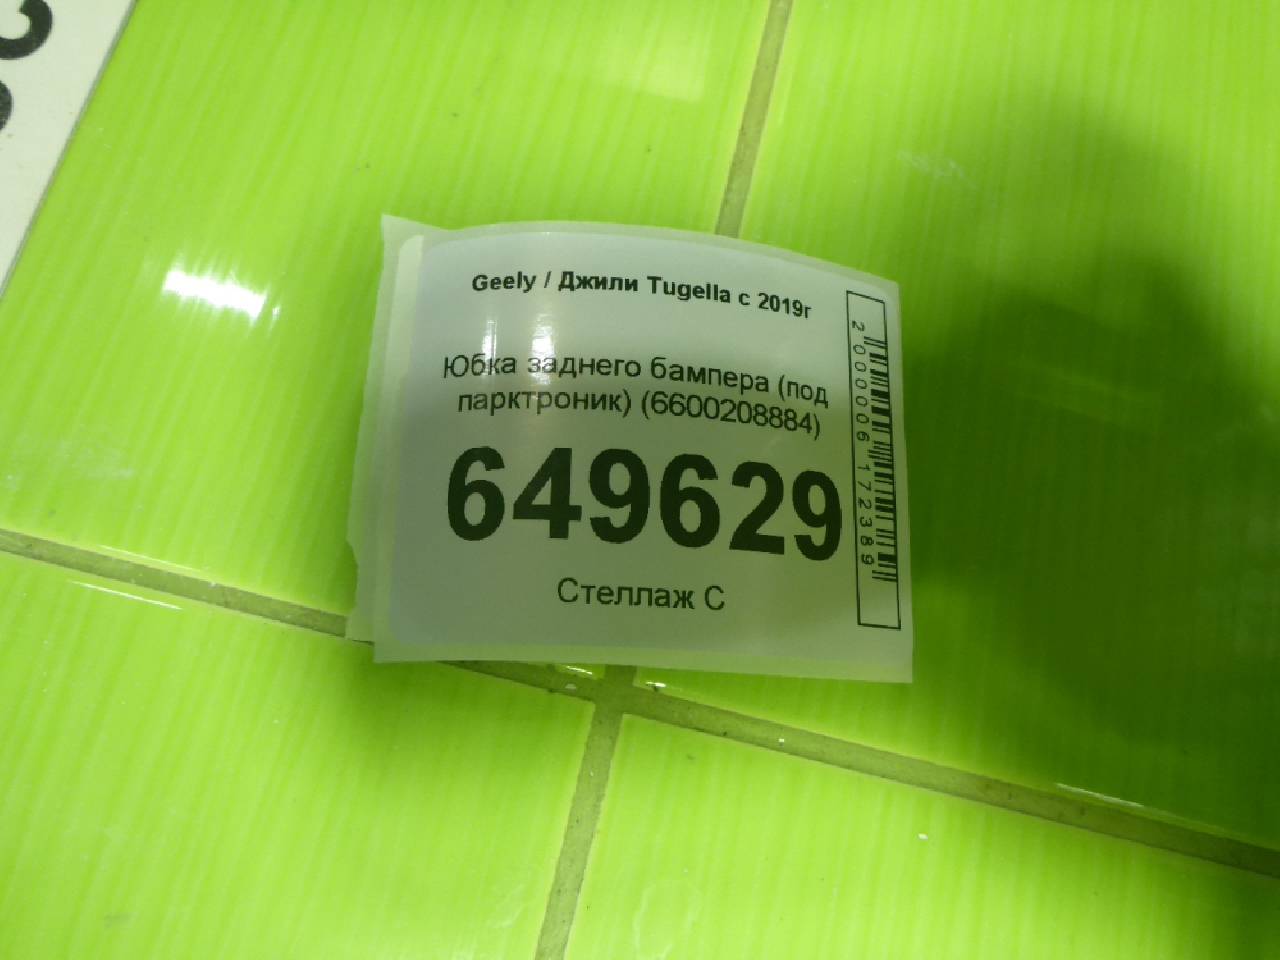 Geely / Джили Tugella с 2019г
Юбка заднего бампера (под
парктроник) (6600208884)
649629
Стеллаж С
2000006172389